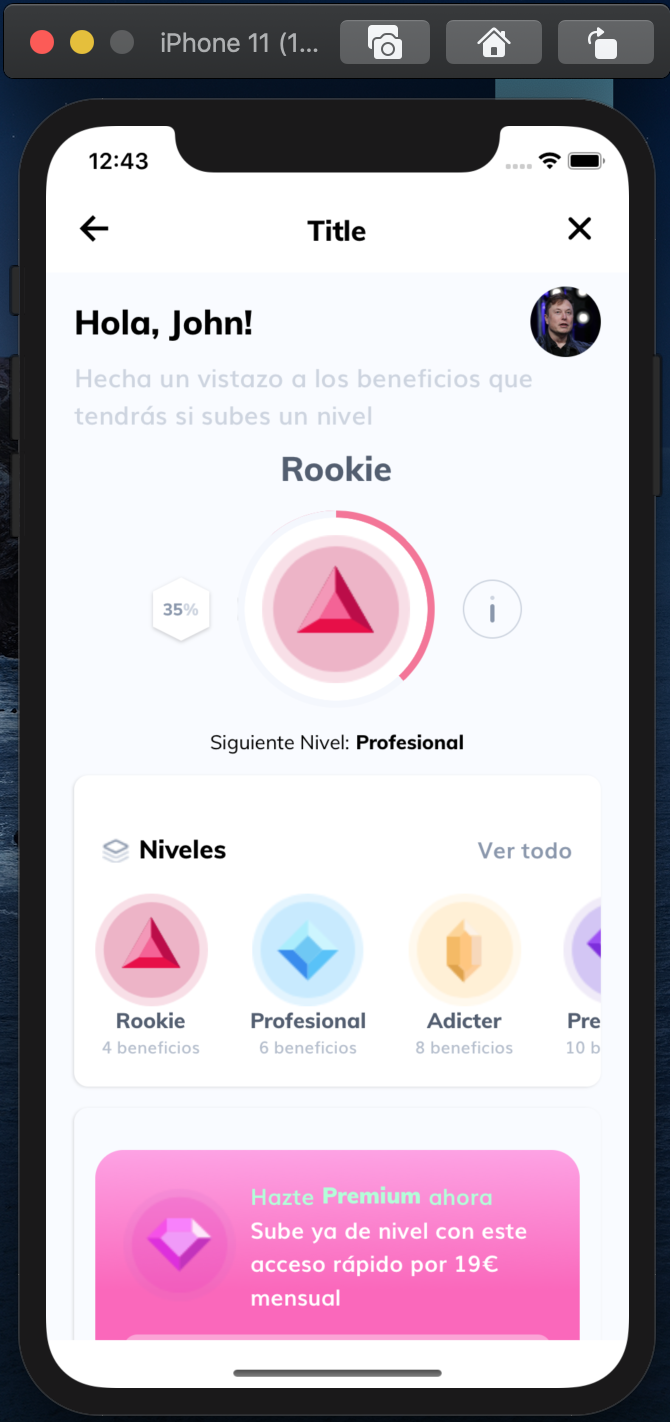 iPhone 11 (1...
12:43
Title
Hola, John!
Hecha un vistazo a los beneficios que
tendrás si subes un nivel
Rookie
35%
i
Siguiente Nivel: Profesional
Niveles
Ver todo
Rookie
Profesional
Adicter
Pre
4 beneficios
6 beneficios
8 beneficios
10 b
Hazte Premium ahora
Sube ya de nivel con este
acceso rápido por 19€
mensual